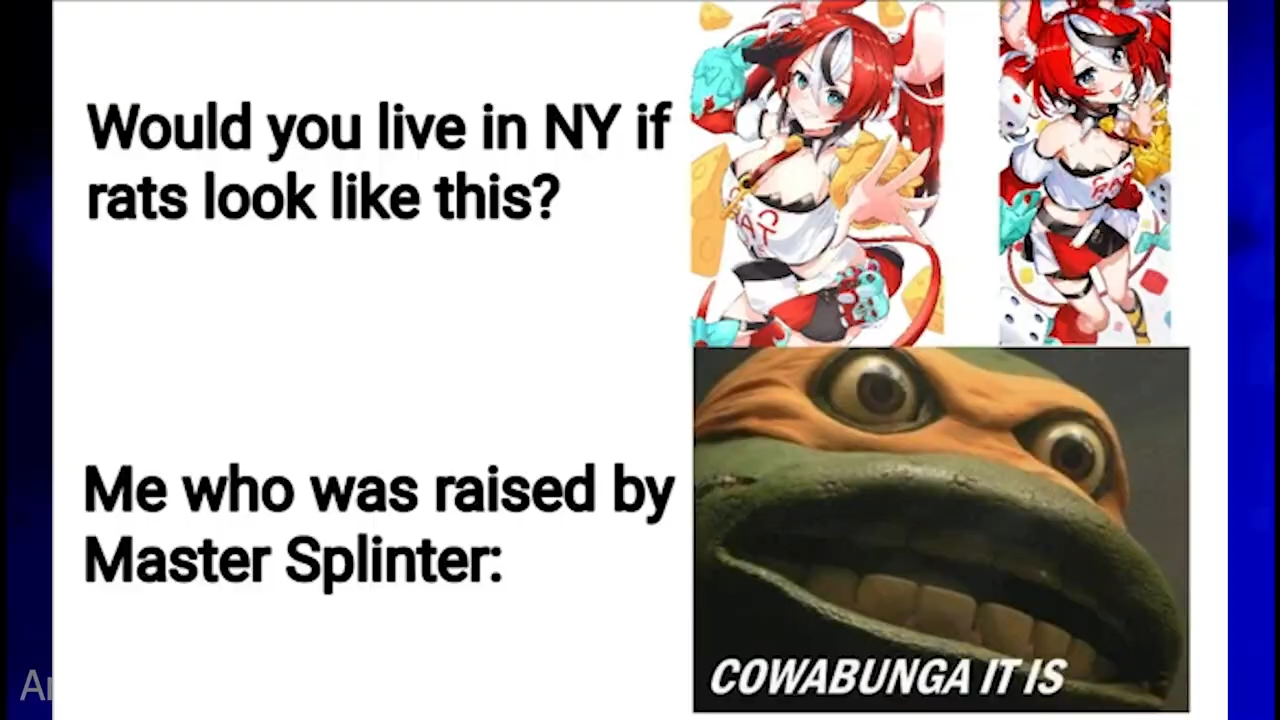 Would you live in NY if
rats look like this?
Me who was raised by
Master Splinter:
COWABUNGA IT IS